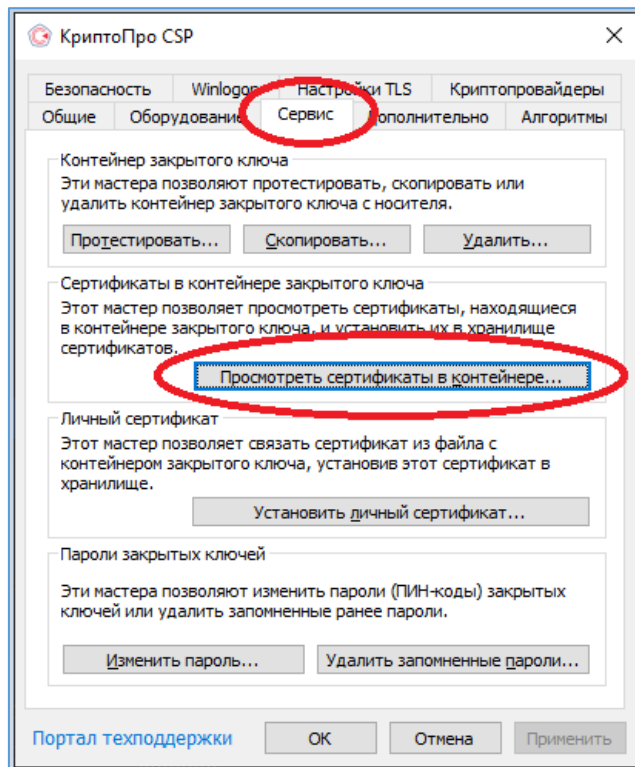 КриптоПро CSP
Безопасность Winlogon Настройки TLS Криптопровайдеры
Общие Оборудование Сервис Дополнительно Алгоритмы
Контейнер закрытого ключа
Эти мастера позволяют протестировать, скопировать или
удалить контейнер закрытого ключа с носителя.
Протестировать... Скопировать... Удалить...
Сертификаты в контейнере закрытого ключа
Этот мастер позволяет просмотреть сертификаты, находящиеся
в контейнере закрытого ключа, и установить их в хранилище
сертификатов.
Просмотреть сертификаты в контейнере...
Личный сертификат
Этот мастер позволяет связать сертификат из файла с
контейнером закрытого ключа, установив этот сертификат в
хранилище.
Установить личный сертификат...
Пароли закрытых ключей
Эти мастера позволяют изменить пароли (ПИН-коды) закрытых
ключей или удалить запомненные ранее пароли.
Изменить пароль... Удалить запомненные пароли...
Портал техподдержки ОК Отмена Применить